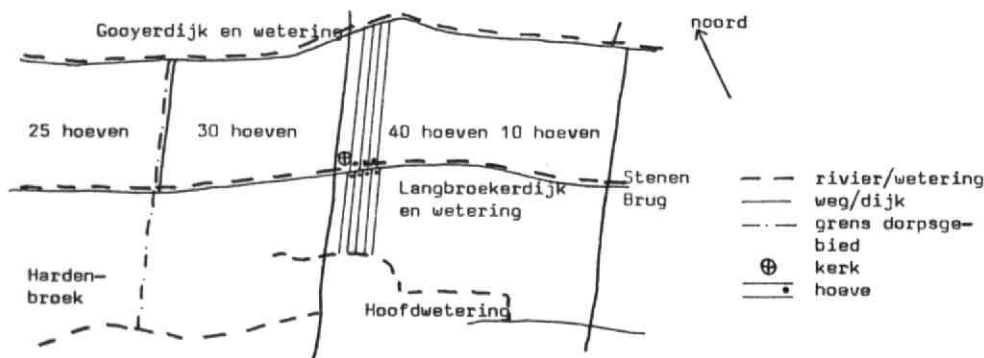 noord
Gooyerdijk en wetering
25 hoeven
30 hoeven
40 hoeven 10 hoeven
Langbroekerdijk
en wetering
Stenen
Brug
Harden-
broek
Hoofdwetering
rivier/wetering
weg/dijk
grens dorpsge-
bied
kerk
hoeve